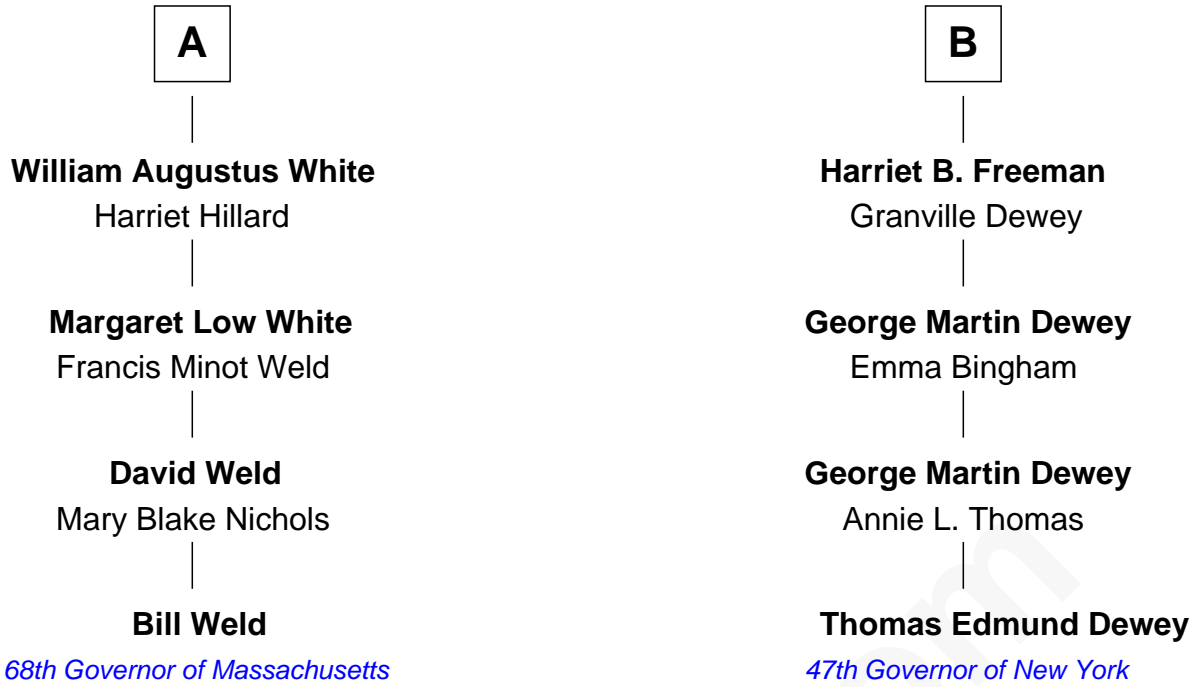 A
William Augustus White
Harriet Hillard
Margaret Low White
Francis Minot Weld
David Weld
Mary Blake Nichols
Bill Weld
68th Governor of Massachusetts
B
Harriet B. Freeman
Granville Dewey
George Martin Dewey
Emma Bingham
George Martin Dewey
Annie L. Thomas
Thomas Edmund Dewey
47th Governor of New York